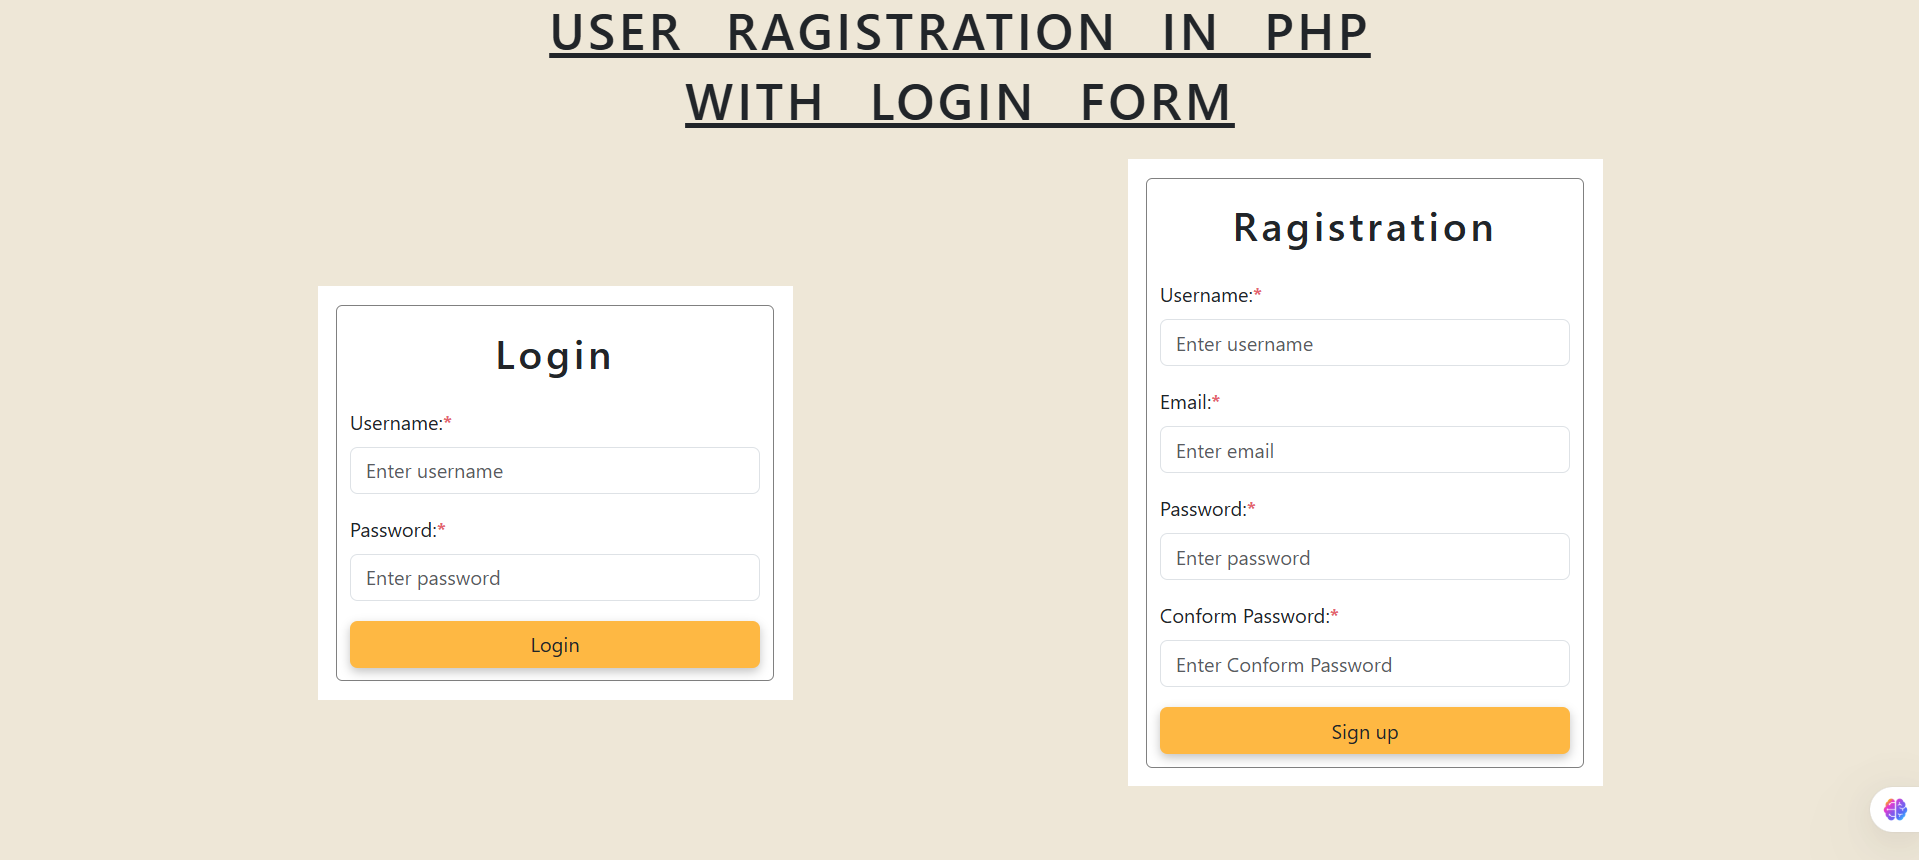 USER RAGISTRATION IN PHP
WITH LOGIN FORM
Login
Username:*
Enter username
Password:*
Enter password
Login
Ragistration
Username:*
Enter username
Email:*
Enter email
Password:*
Enter password
Conform Password:*
Enter Conform Password
Sign up